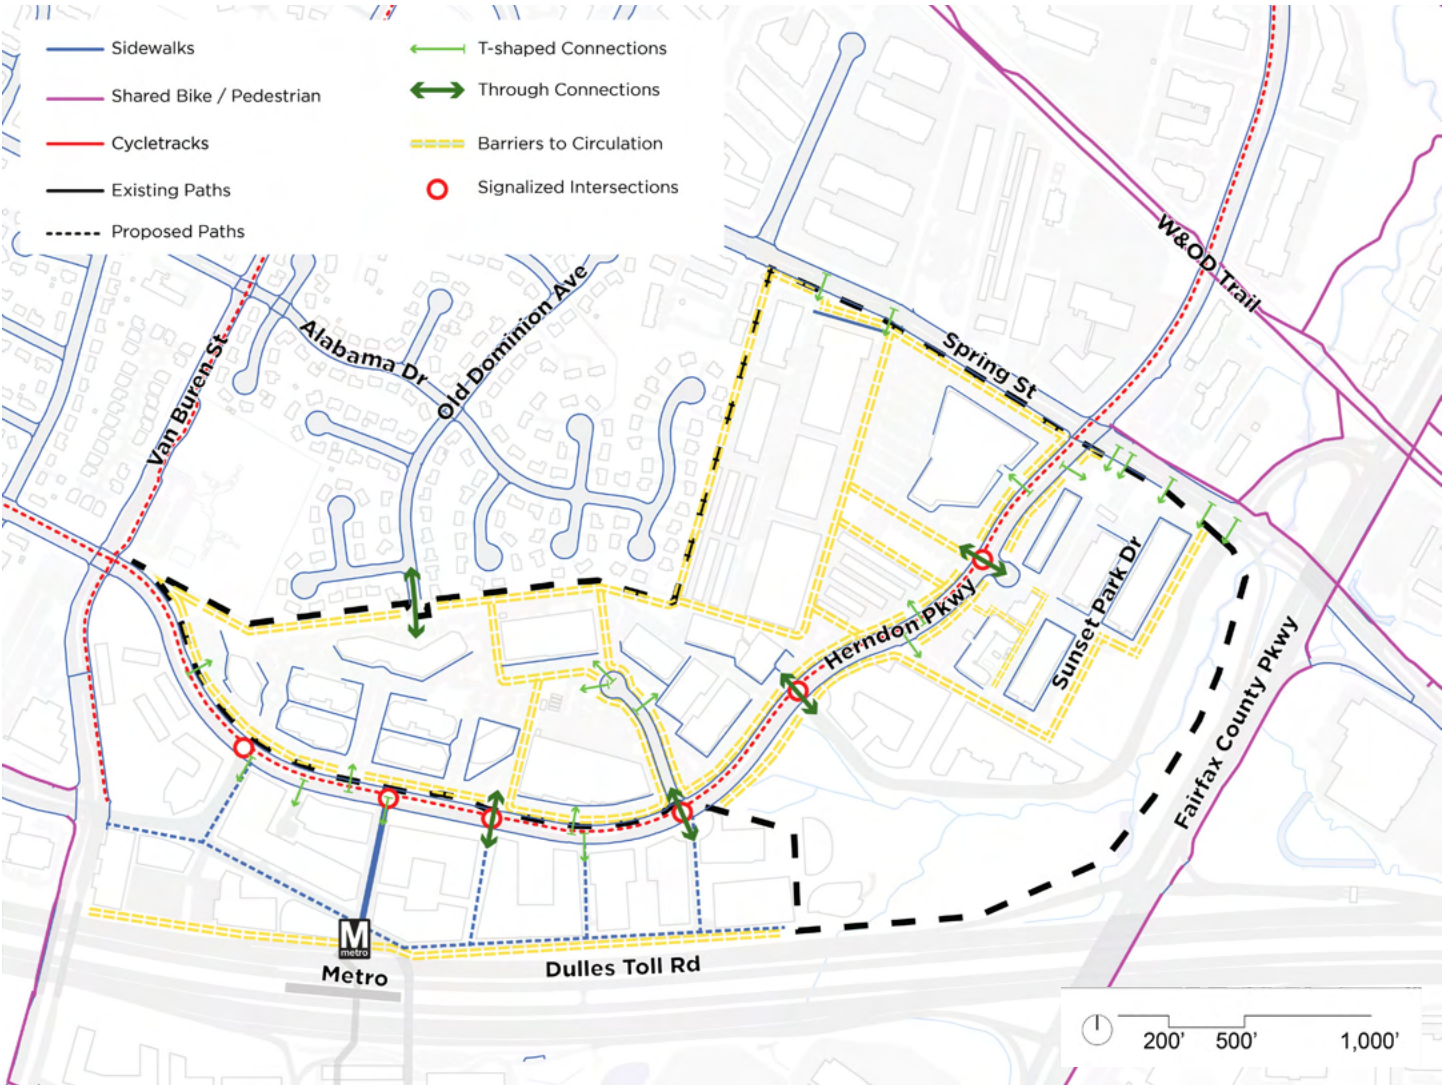 Sidewalks
Shared Bike / Pedestrian
Cycletracks
Existing Paths
Proposed Paths
T-shaped Connections
Through Connections
Barriers to Circulation
Signalized Intersections
W&OD Trail
Spring St
Old Dominion Ave
Alabama Dr
Van Buren St
Herndon Pkwy
Sunset Park Dr
Fairfax County Pkwy
M
metro
Metro
Dulles Toll Rd
200' 500' 1,000'